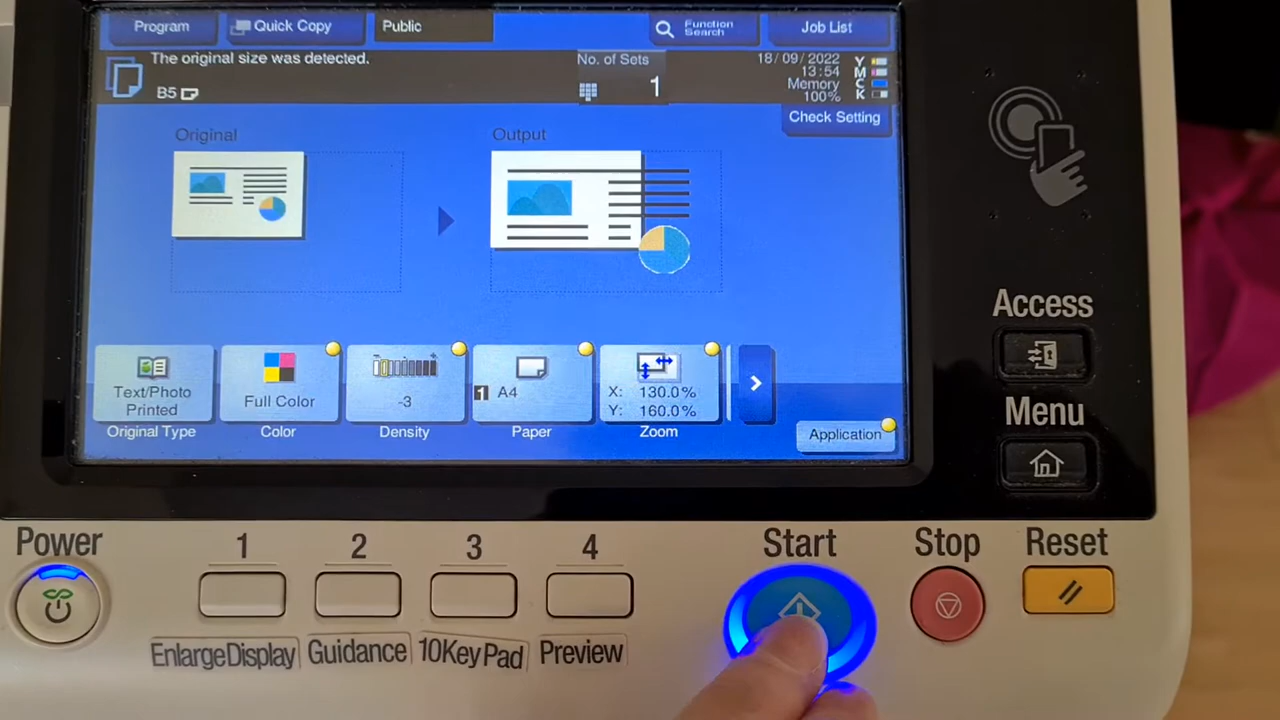 Program
Quick Copy
Public
Function
Search
Job List
The original size was detected.
No. of Sets
18/09/2022
13:54
Memory
100%
Y
M
C
K
B5
1
Check Setting
Original
Output
Text/Photo
Printed
Full Color
-3
1 A4
X: 130.0%
Y: 160.0%
Original Type
Color
Density
Paper
Zoom
Application
Access
Menu
Power
1
2
3
4
Start
Stop
Reset
EnlargeDisplay
Guidance
10KeyPad
Preview